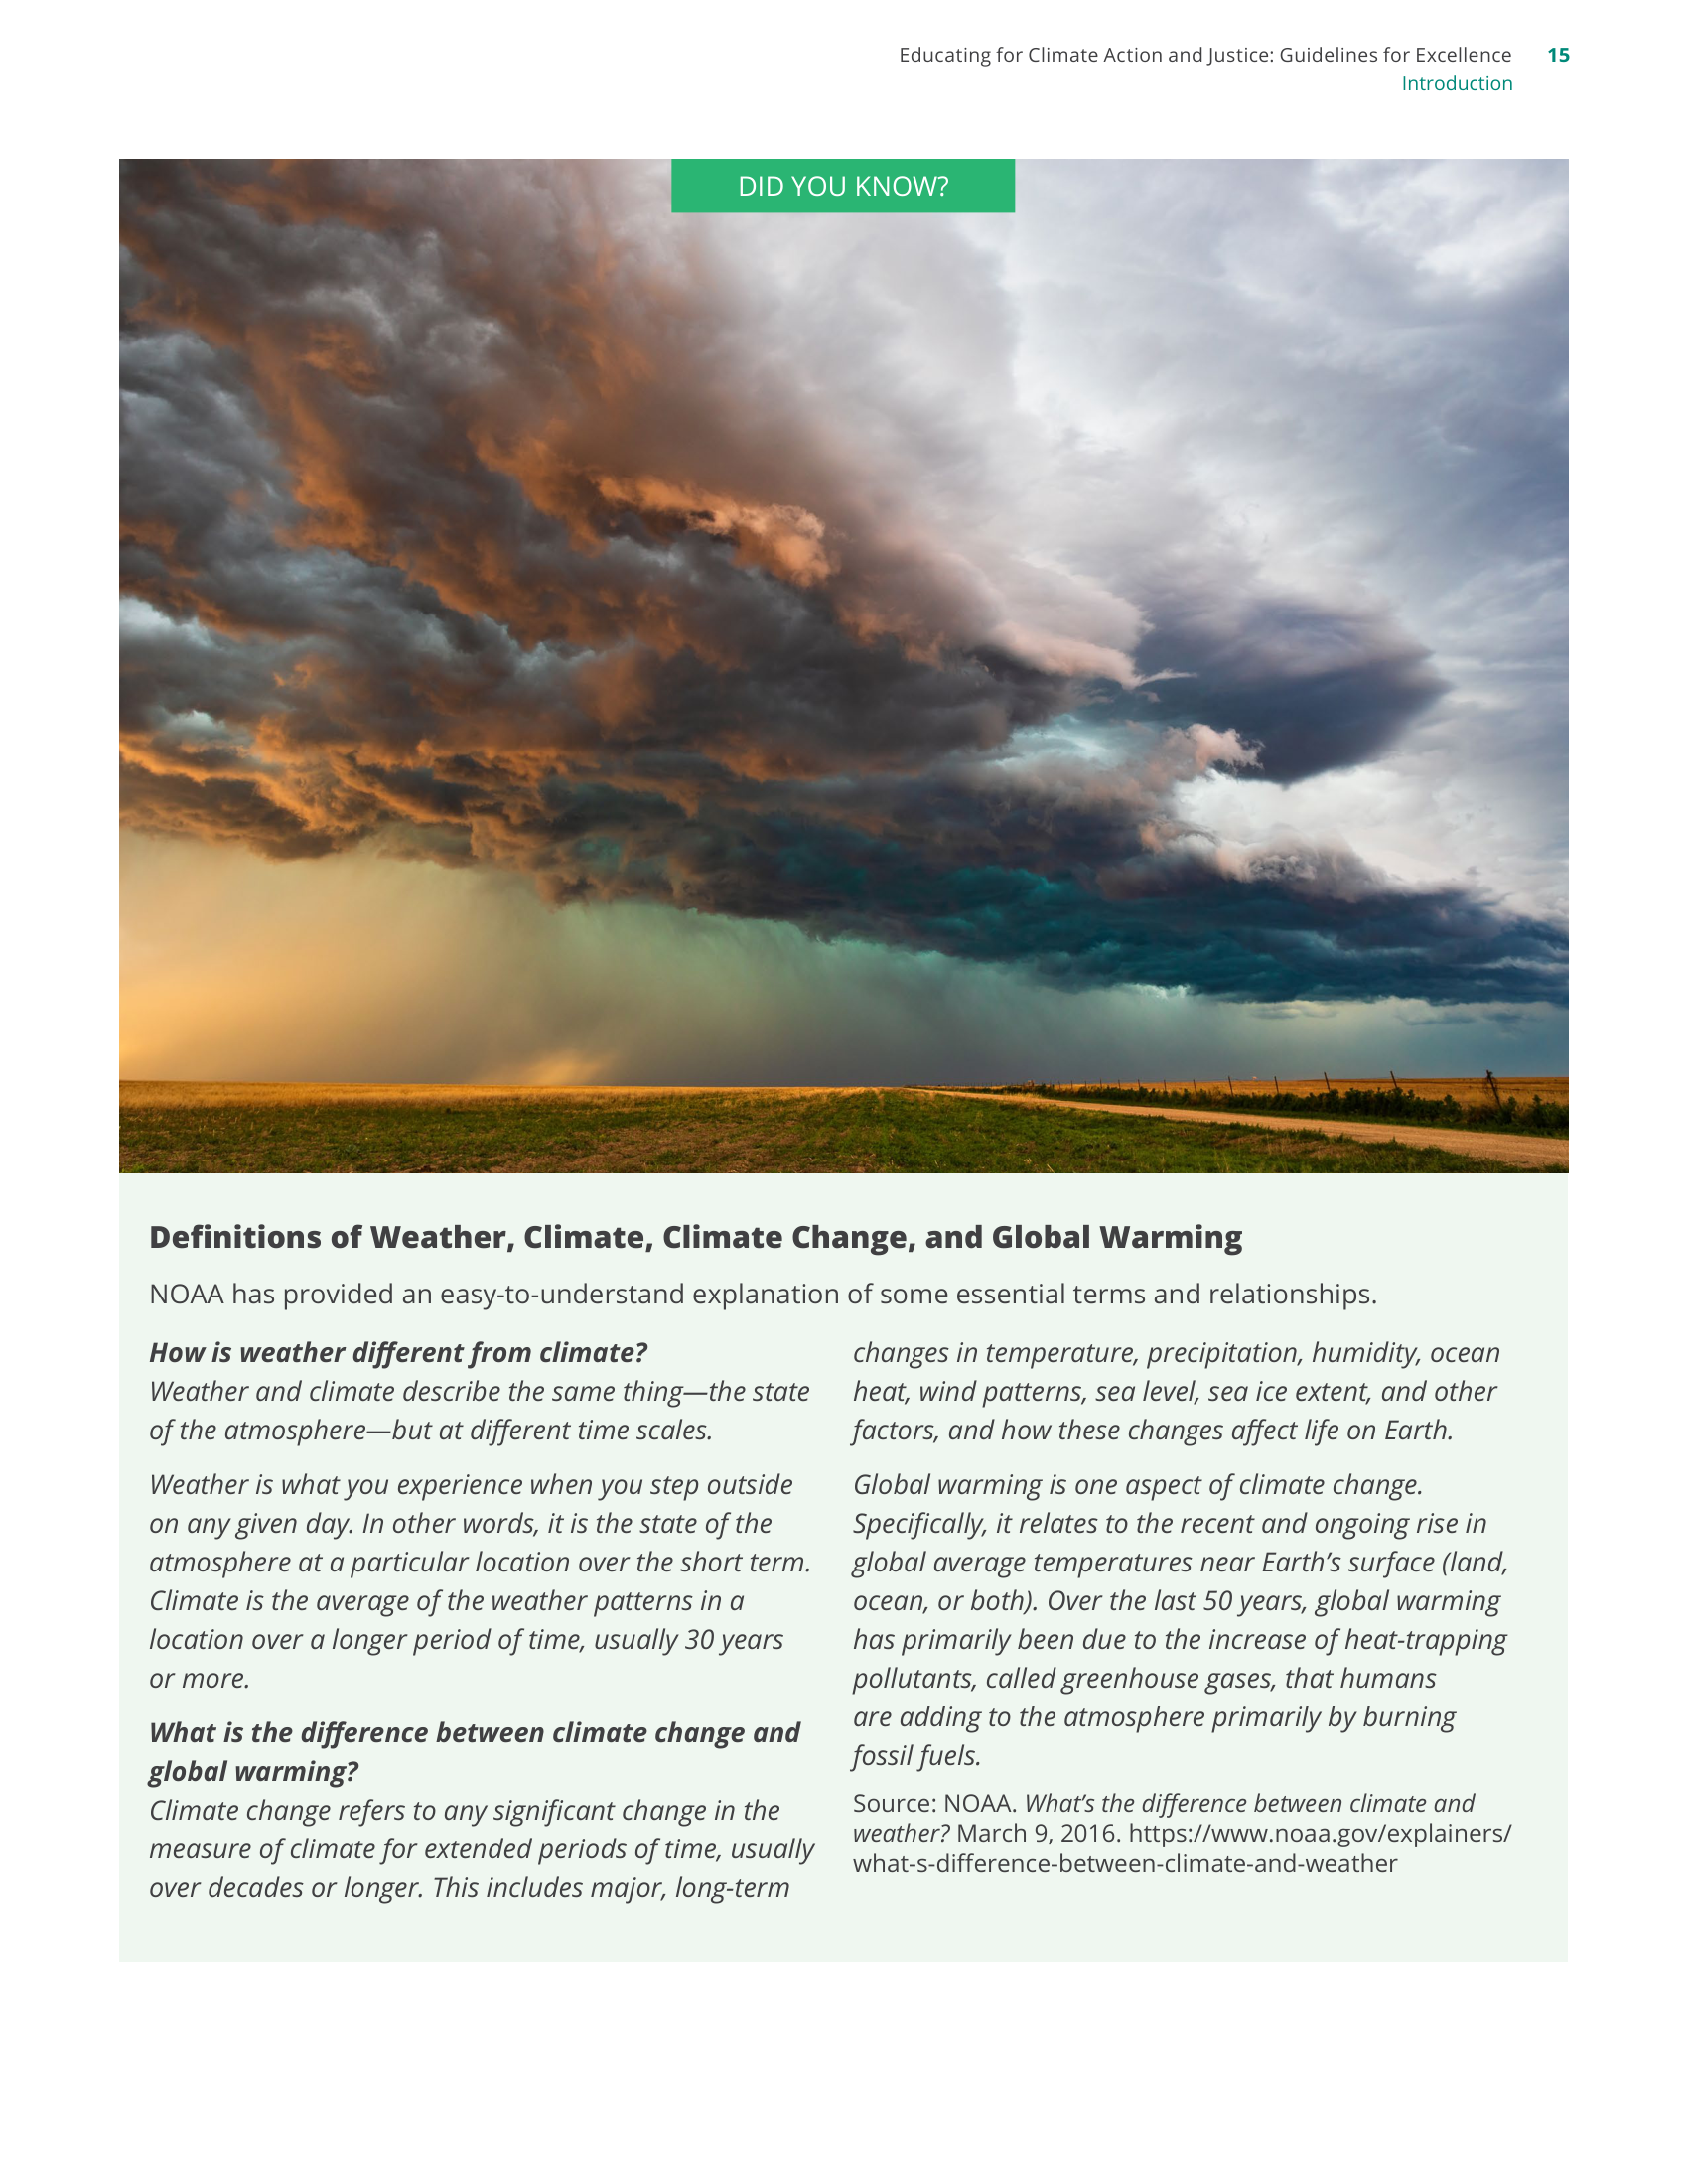 Educating for Climate Action and Justice: Guidelines for Excellence 15
Introduction
DID YOU KNOW?
Definitions of Weather, Climate, Climate Change, and Global Warming
NOAA has provided an easy-to-understand explanation of some essential terms and relationships.
How is weather different from climate?
Weather and climate describe the same thing—the state
of the atmosphere—but at different time scales.
Weather is what you experience when you step outside
on any given day. In other words, it is the state of the
atmosphere at a particular location over the short term.
Climate is the average of the weather patterns in a
location over a longer period of time, usually 30 years
or more.
What is the difference between climate change and
global warming?
Climate change refers to any significant change in the
measure of climate for extended periods of time, usually
over decades or longer. This includes major, long-term
changes in temperature, precipitation, humidity, ocean
heat, wind patterns, sea level, sea ice extent, and other
factors, and how these changes affect life on Earth.
Global warming is one aspect of climate change.
Specifically, it relates to the recent and ongoing rise in
global average temperatures near Earth’s surface (land,
ocean, or both). Over the last 50 years, global warming
has primarily been due to the increase of heat-trapping
pollutants, called greenhouse gases, that humans
are adding to the atmosphere primarily by burning
fossil fuels.
Source: NOAA. What’s the difference between climate and
weather? March 9, 2016. https://www.noaa.gov/explainers/
what-s-difference-between-climate-and-weather